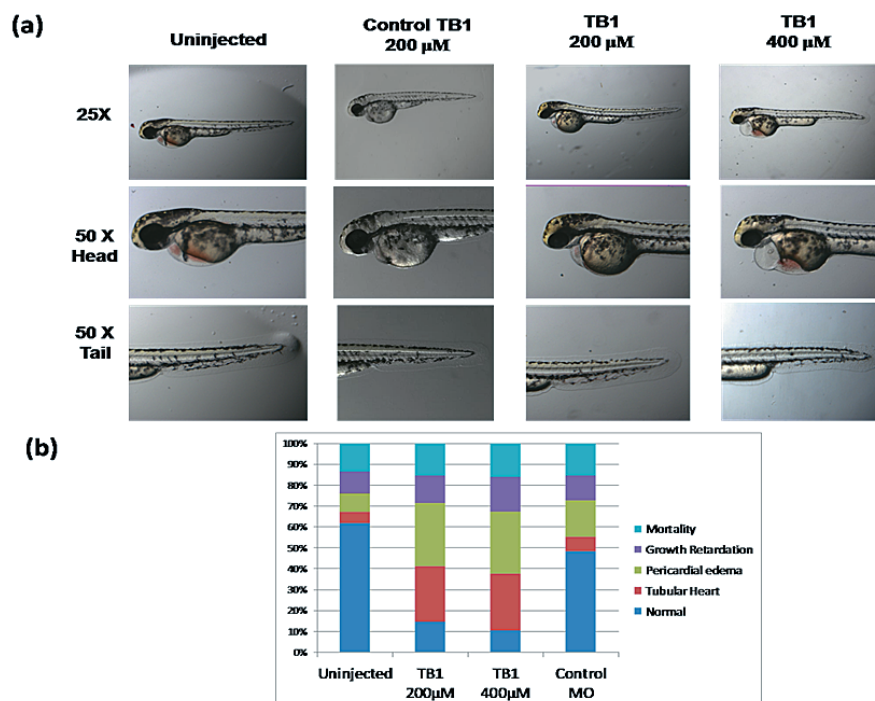 (a)
Uninjected
Control TB1
200 µM
TB1
200 µM
TB1
400 µM
25X
50 X
Head
50 X
Tail
(b)
100%
90%
80%
70%
60%
50%
40%
30%
20%
10%
0%
Mortality
Growth Retardation
Pericardial edema
Tubular Heart
Normal
Uninjected
TB1
200µM
TB1
400µM
Control
MO